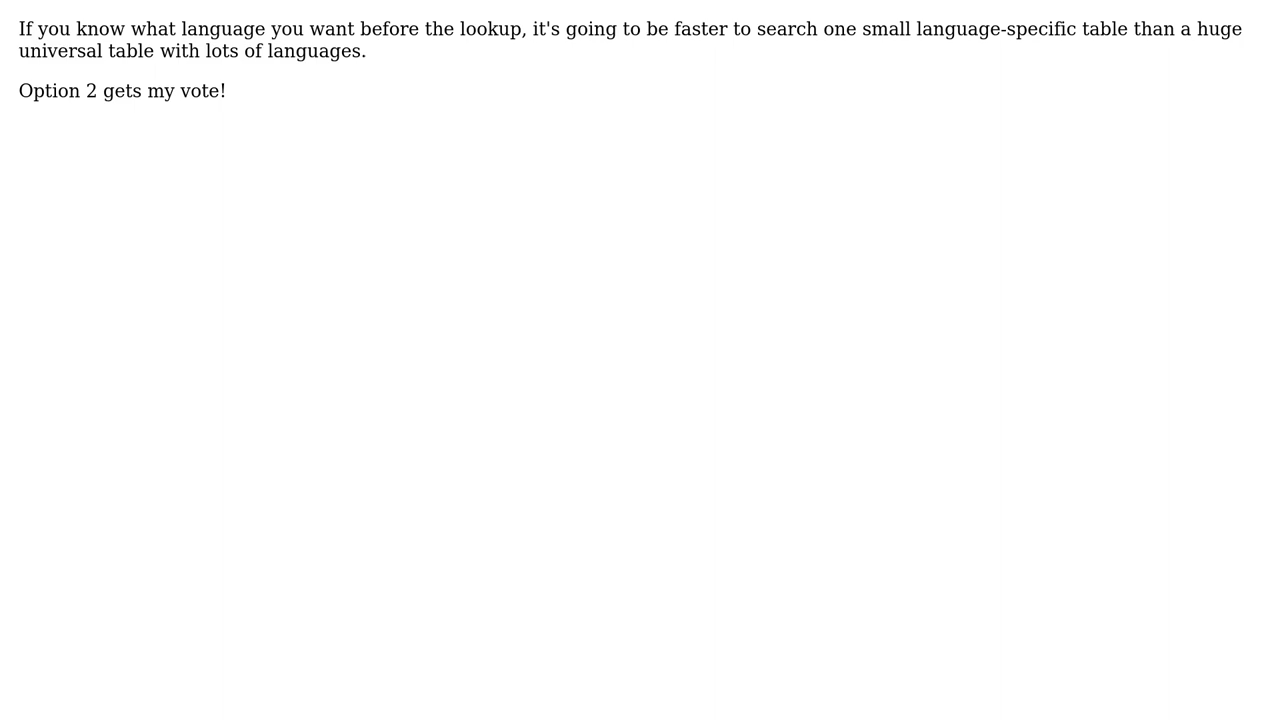 If you know what language you want before the lookup, it's going to be faster to search one small language-specific table than a huge
universal table with lots of languages.
Option 2 gets my vote!